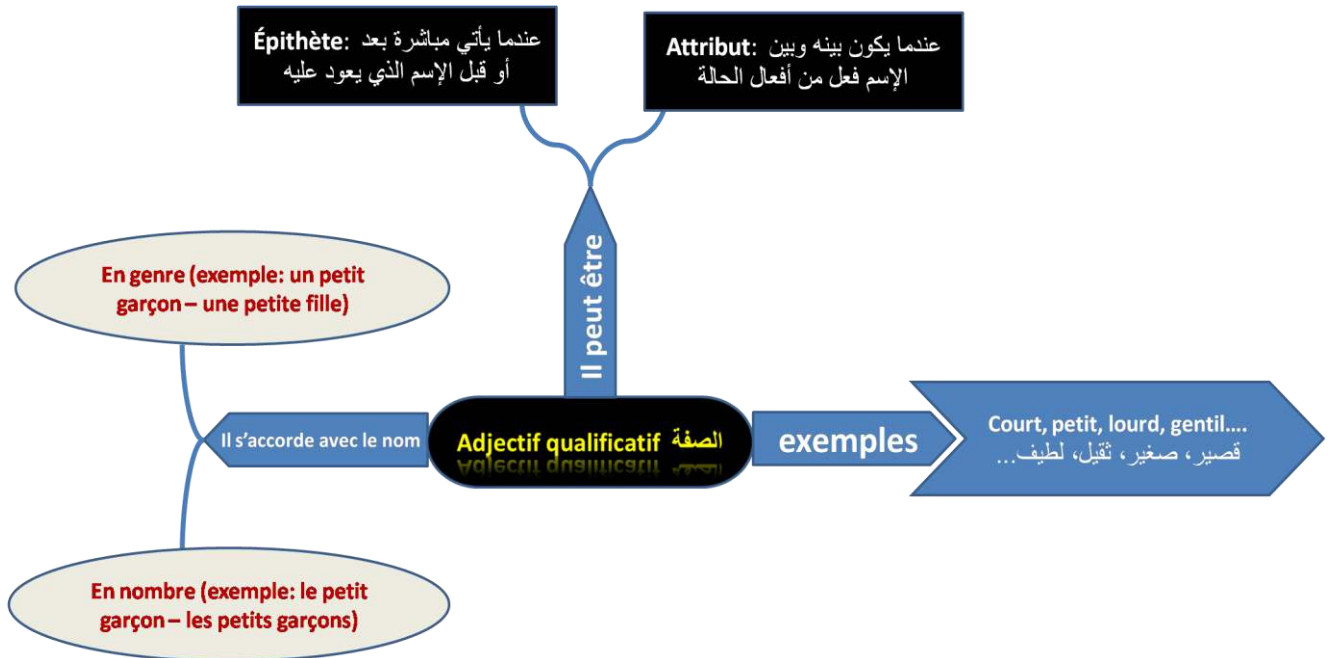 Épithète: عندما يأتي مباشرة بعد
أو قبل الإسم الذي يعود عليه
Attribut: عندما يكون بينه وبين
الإسم فعل من أفعال الحالة
Il peut être
En genre (exemple: un petit
garçon – une petite fille)
Il s’accorde avec le nom
Adjectif qualificatif الصفة
exemples
Court, petit, lourd, gentil....
قصير، صغير، ثقيل، لطيف...
En nombre (exemple: le petit
garçon – les petits garçons)